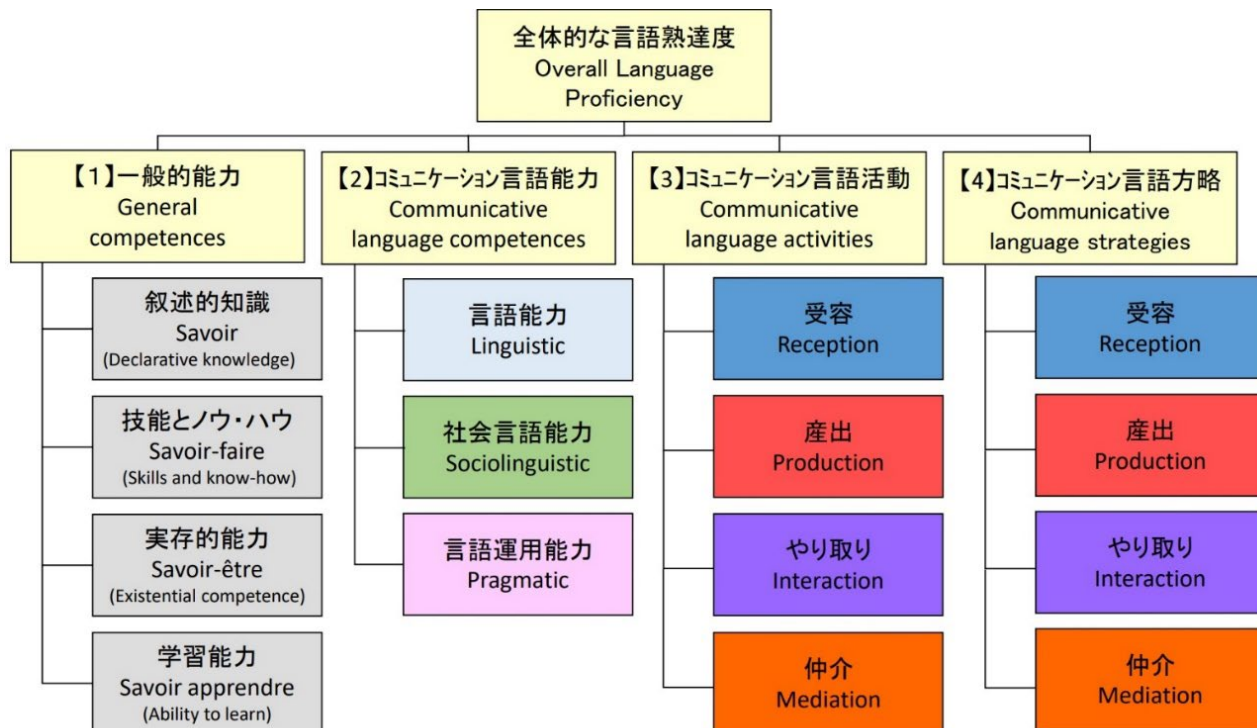 全体的な言語熟達度
Overall Language
Proficiency
【1】一般的能力
General
competences
叙述的知識
Savoir
(Declarative knowledge)
技能とノウ・ハウ
Savoir-faire
(Skills and know-how)
実存的能力
Savoir-être
(Existential competence)
学習能力
Savoir apprendre
(Ability to learn)
【2】コミュニケーション言語能力
Communicative
language competences
言語能力
Linguistic
社会言語能力
Sociolinguistic
言語運用能力
Pragmatic
【3】コミュニケーション言語活動
Communicative
language activities
受容
Reception
産出
Production
やり取り
Interaction
仲介
Mediation
【4】コミュニケーション言語方略
Communicative
language strategies
受容
Reception
産出
Production
やり取り
Interaction
仲介
Mediation